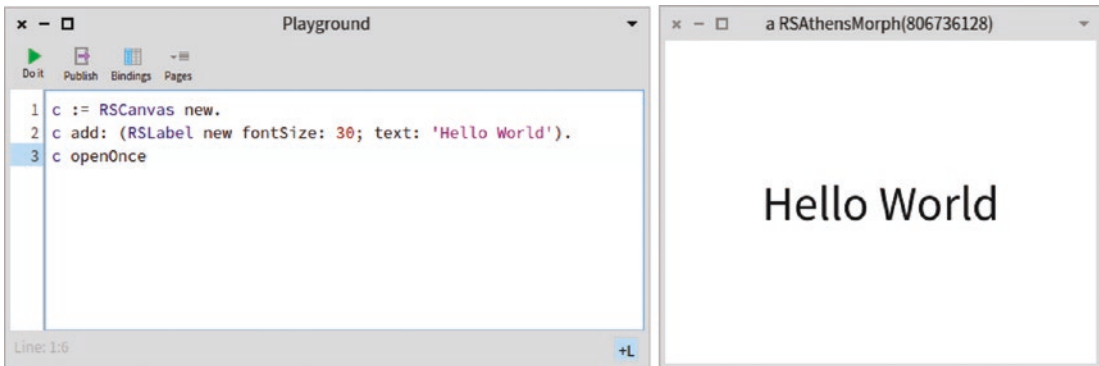 Playground
Do it Publish Bindings Pages
1 c := RSCanvas new.
2 c add: (RSLabel new fontSize: 30; text: 'Hello World').
3 c openOnce
Line: 1:6
+L
a RSAthensMorph(806736128)
Hello World